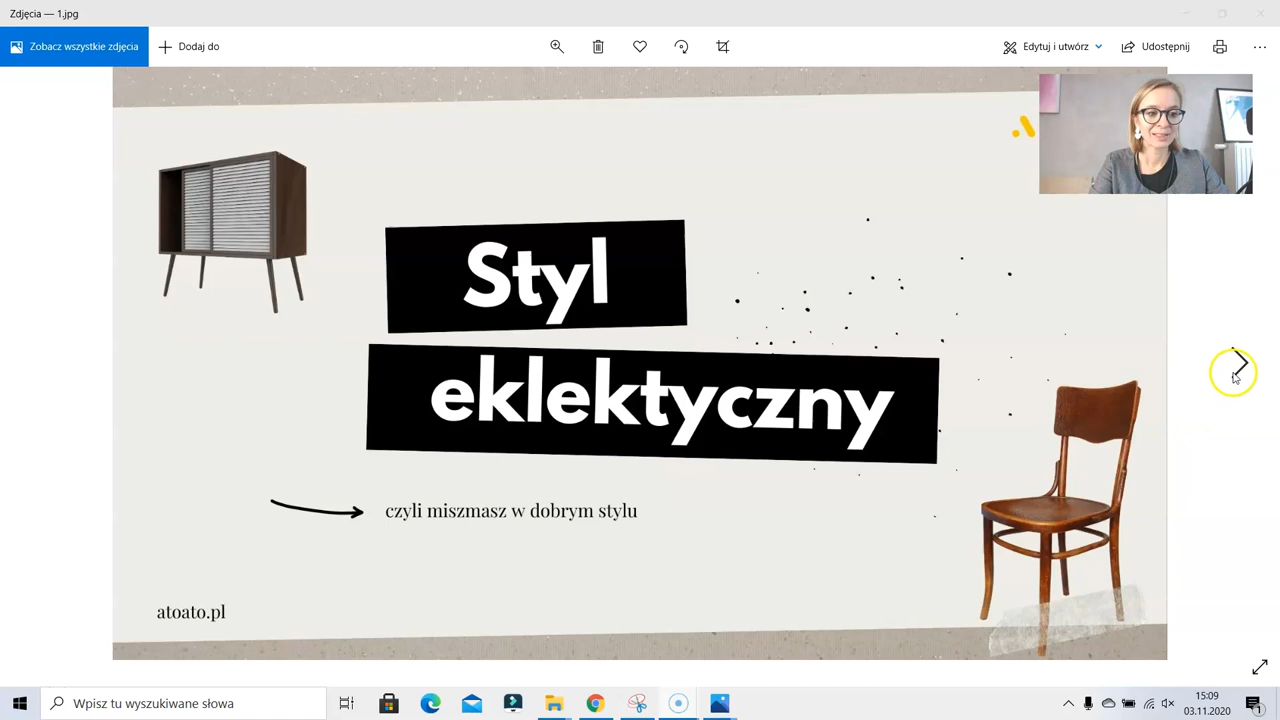 Zdjęcia — 1.jpg
Zobacz wszystkie zdjęcia
Dodaj do
Edytuj i utwórz
Udostępnij
Styl
eklektyczny
czyli miszmasz w dobrym stylu
atoato.pl
Wpisz tu wyszukiwane słowa
15:09
03.11.2020
1